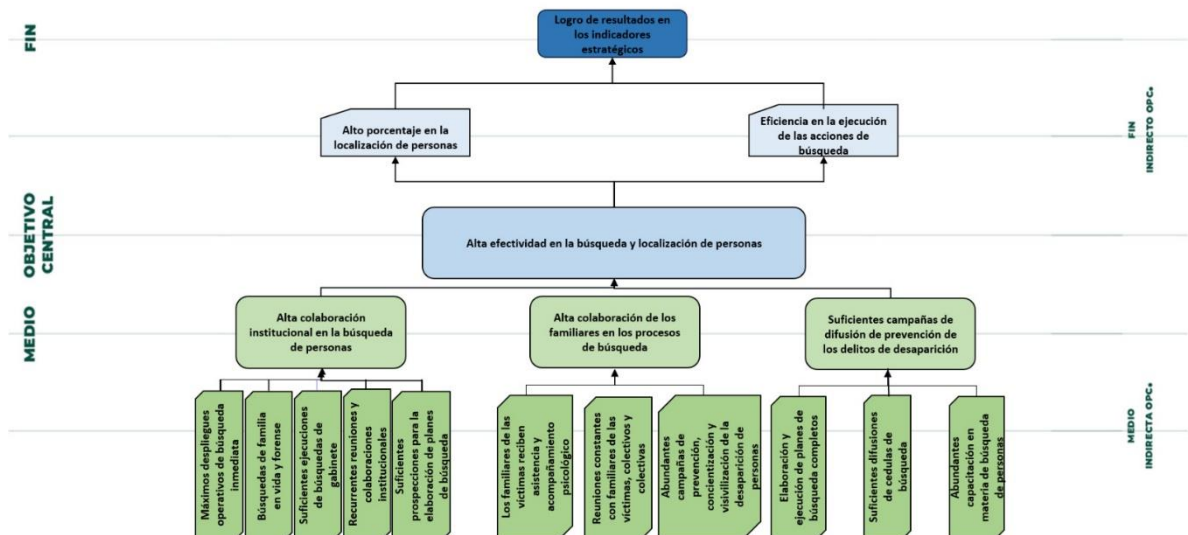 FIN
Logro de resultados en
los indicadores
estratégicos
FIN
INDIRECTO OPC.
Alto porcentaje en la
localización de personas
Eficiencia en la ejecución
de las acciones de
búsqueda
OBJETIVO
CENTRAL
Alta efectividad en la búsqueda y localización de personas
MEDIO
Alta colaboración
institucional en la búsqueda
de personas
Alta colaboración de los
familiares en los procesos
de búsqueda
Suficientes campañas de
difusión de prevención de
los delitos de desaparición
MEDIO
INDIRECTA OPC.
Máximos despliegues
operativos de búsqueda
inmediata
Búsquedas de familia
en vida y forense
Suficientes ejecuciones
de búsquedas de
gabinete
Recurrentes reuniones y
colaboraciones
institucionales
Suficientes
prospecciones para la
elaboración de planes de
búsqueda
Los familiares de las
víctimas reciben
asistencia y
acompañamiento
psicológico
Reuniones constantes
con familiares de las
víctimas, colectivos y
colectivas
Abundantes
campañas de
prevención,
concientización y
visivilización de la
desaparición de
personas
Elaboración y
ejecución de planes de
búsqueda completos
Suficientes difusiones
de cedulas de
búsqueda
Abundantes
capacitación en
materia de búsqueda
de personas